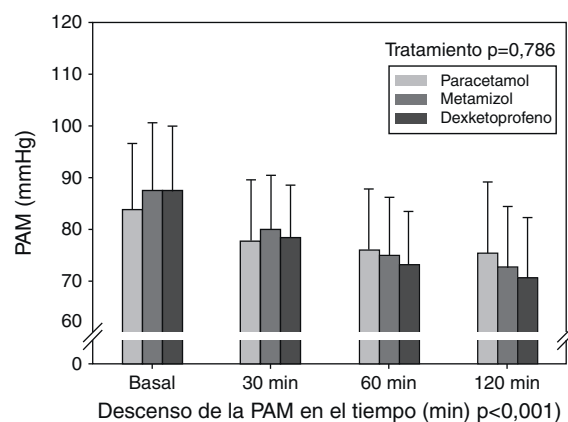 Tratamiento p=0,786
Paracetamol
Metamizol
Dexketoprofeno
PAM (mmHg)
120
110
100
90
80
70
60
0
Basal 30 min 60 min 120 min
Descenso de la PAM en el tiempo (min) p<0,001)